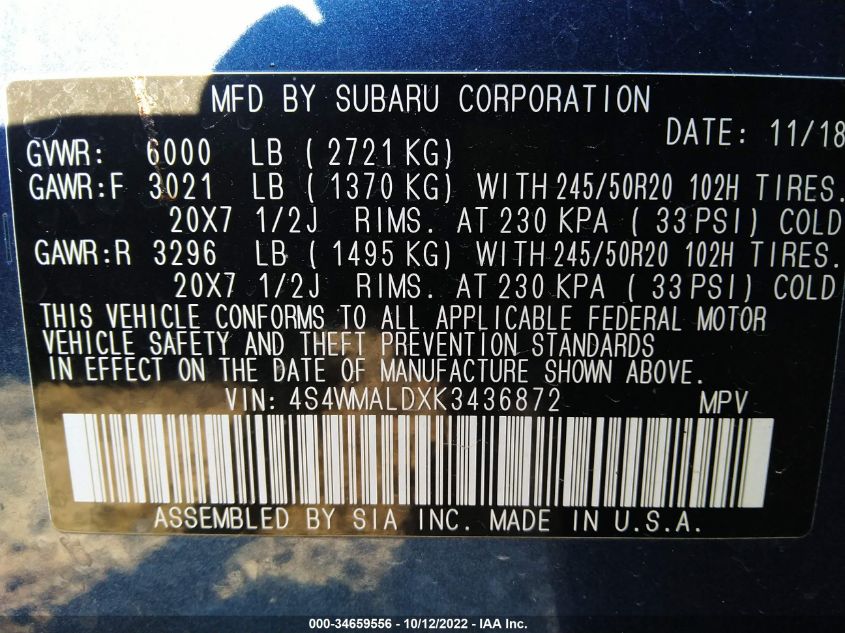 MFD BY SUBARU CORPORATION
DATE: 11/18
GVWR: 6000 LB ( 2721 KG)
GAWR:F 3021 LB ( 1370 KG) WITH 245/50R20 102H TIRES.
20X7 1/2J RIMS. AT 230 KPA ( 33 PSI) COLD
GAWR:R 3296 LB ( 1495 KG) WITH 245/50R20 102H TIRES.
20X7 1/2J RIMS. AT 230 KPA ( 33 PSI) COLD
THIS VEHICLE CONFORMS TO ALL APPLICABLE FEDERAL MOTOR
VEHICLE SAFETY AND THEFT PREVENTION STANDARDS
IN EFFECT ON THE DATE OF MANUFACTURE SHOWN ABOVE.
VIN: 4S4WMALDXK3436872 MPV
ASSEMBLED BY SIA INC. MADE IN U.S.A.
000-34659556 - 10/12/2022 - IAA Inc.